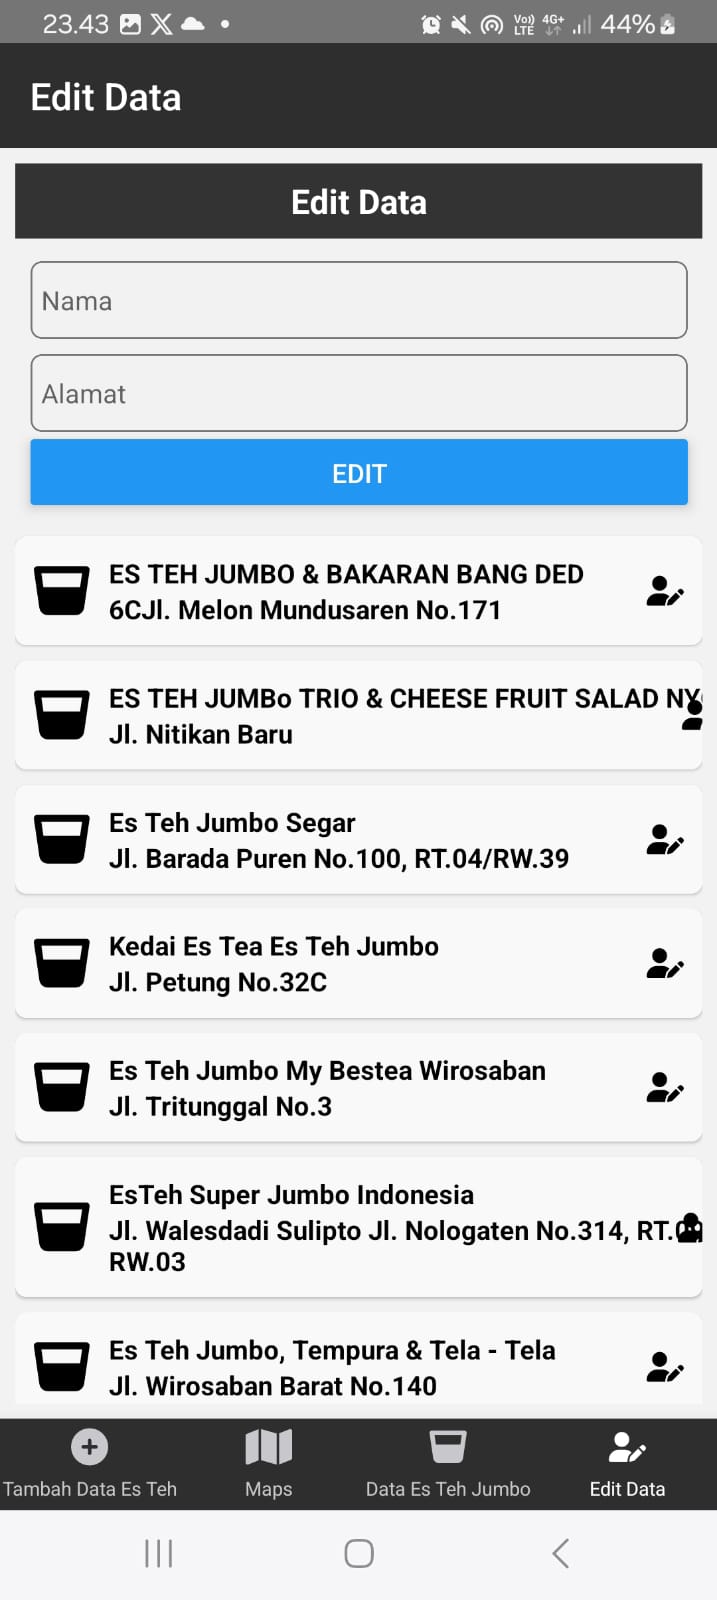 23.43
Vo))
LTE
4G+
44%
Edit Data
Edit Data
Nama
Alamat
EDIT
ES TEH JUMBO & BAKARAN BANG DED
6CJl. Melon Mundusaren No.171
ES TEH JUMBo TRIO & CHEESE FRUIT SALAD
Jl. Nitikan Baru
Es Teh Jumbo Segar
Jl. Barada Puren No.100, RT.04/RW.39
Kedai Es Tea Es Teh Jumbo
Jl. Petung No.32C
Es Teh Jumbo My Bestea Wirosaban
Jl. Tritunggal No.3
EsTeh Super Jumbo Indonesia
Jl. Walesdadi Sulipto Jl. Nologaten No.314,
RW.03
Es Teh Jumbo, Tempura & Tela - Tela
Jl. Wirosaban Barat No.140
Tambah Data Es Teh
Maps
Data Es Teh Jumbo
Edit Data